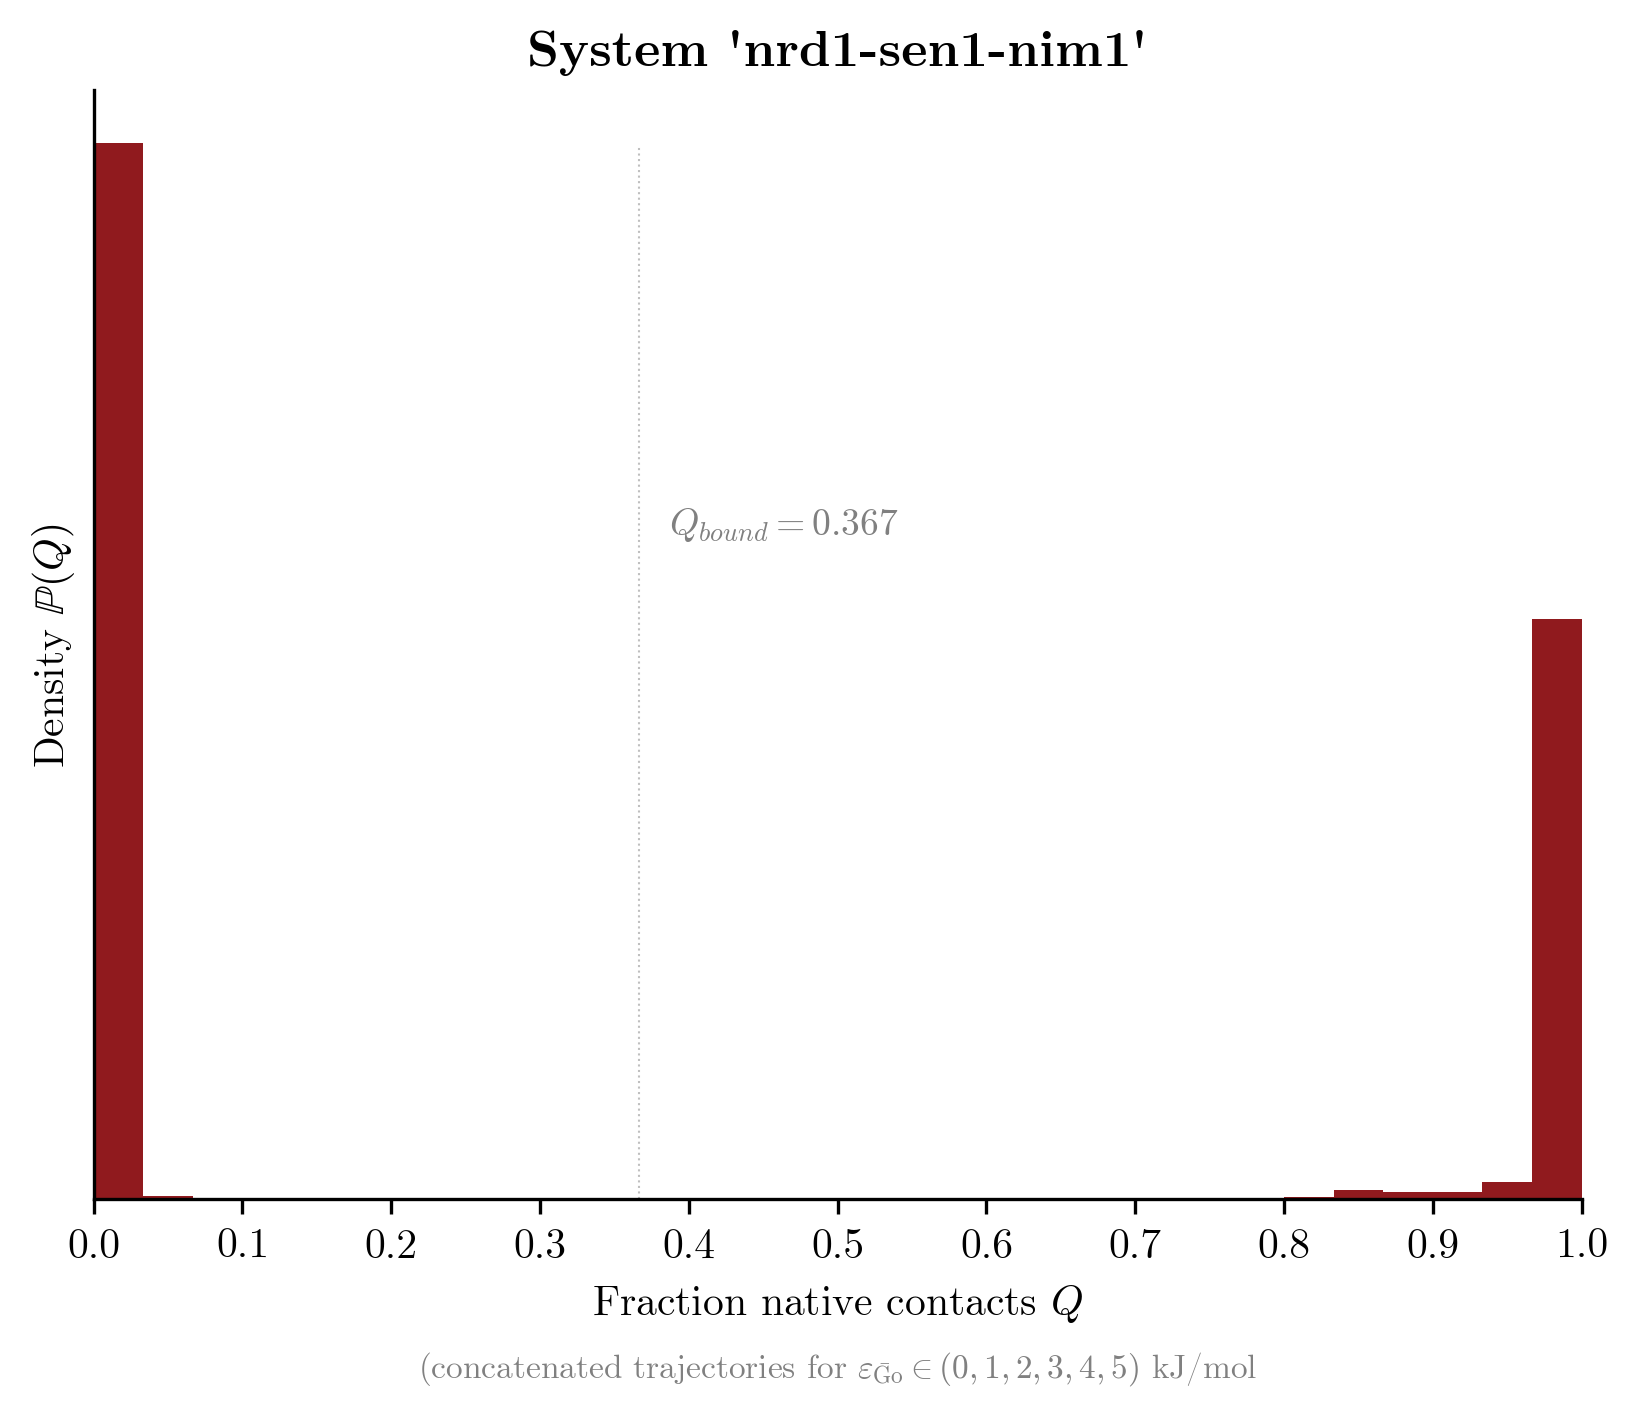 System 'nrd1-sen1-nim1'
Density ℙ(Q)
Q_bound = 0.367
0.0 0.1 0.2 0.3 0.4 0.5 0.6 0.7 0.8 0.9 1.0
Fraction native contacts Q
(concatenated trajectories for ε_Ḡo ∈ (0, 1, 2, 3, 4, 5) kJ/mol